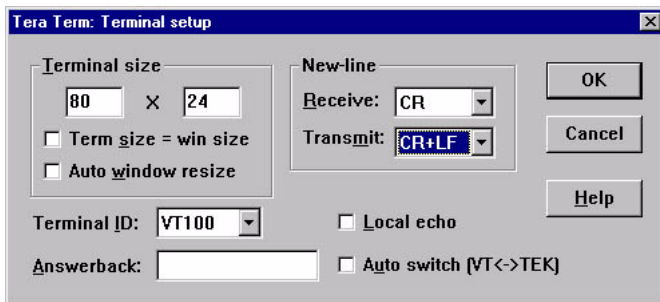 Tera Term: Terminal setup
Terminal size
80 X 24
Term size = win size
Auto window resize
New-line
Receive: CR
Transmit: CR+LF
OK
Cancel
Help
Terminal ID: VT100
Local echo
Answerback:
Auto switch (VT<->TEK)